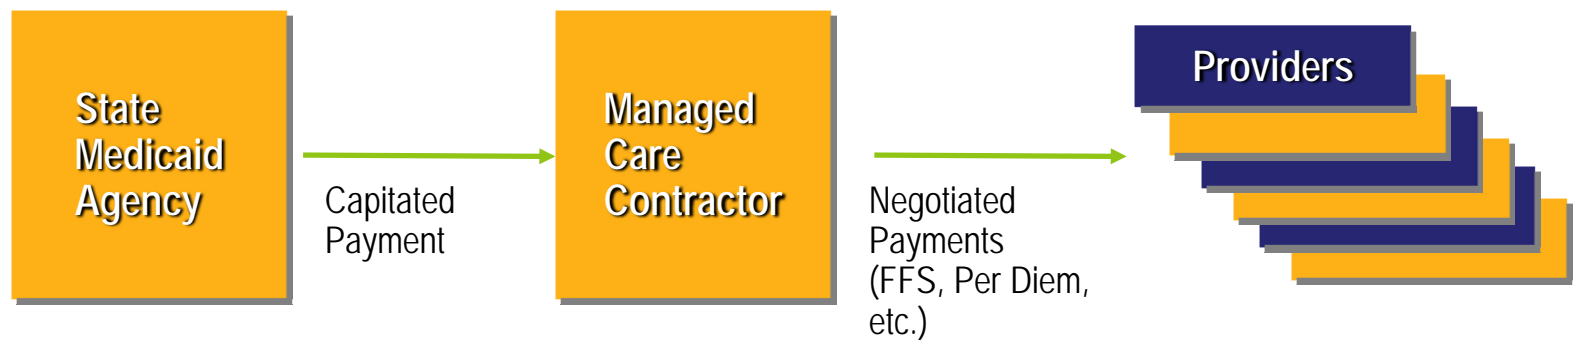 State
Medicaid
Agency
Capitated
Payment
Managed
Care
Contractor
Negotiated
Payments
(FFS, Per Diem,
etc.)
Providers